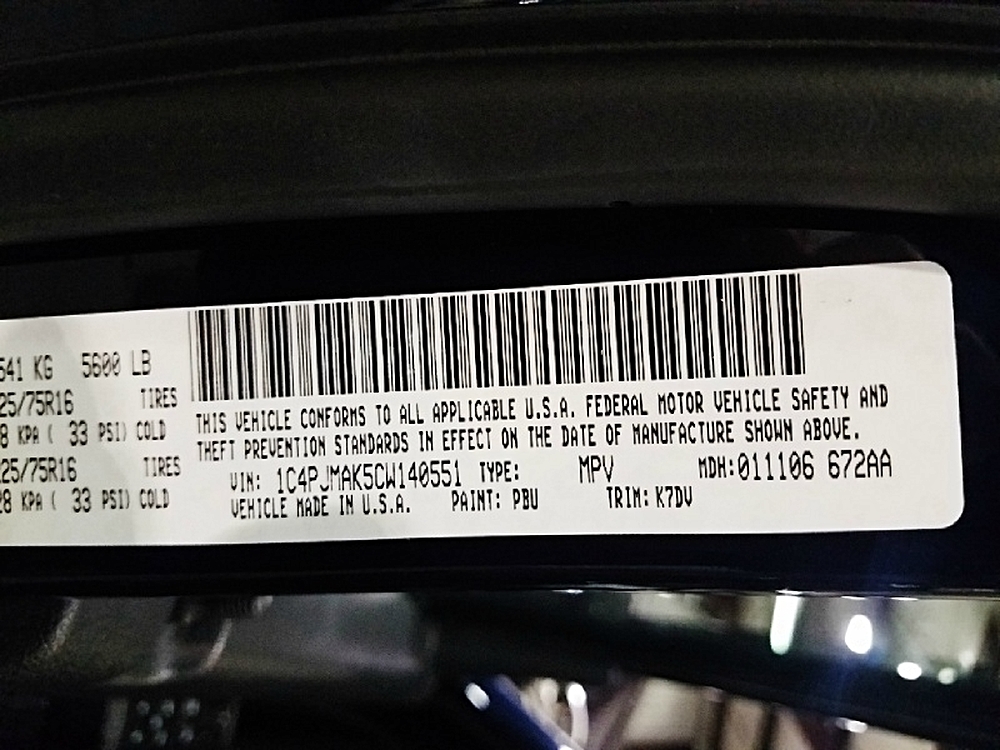 541 KG 5600 LB
25/75R16 TIRES
8 KPA ( 33 PSI) COLD
25/75R16 TIRES
28 KPA ( 33 PSI) COLD
THIS VEHICLE CONFORMS TO ALL APPLICABLE U.S.A. FEDERAL MOTOR VEHICLE SAFETY AND
THEFT PREVENTION STANDARDS IN EFFECT ON THE DATE OF MANUFACTURE SHOWN ABOVE.
VIN: 1C4PJMAK5CW140551 TYPE: MPV MDH:011106 672AA
VEHICLE MADE IN U.S.A. PAINT: PBU TRIM: K7DV